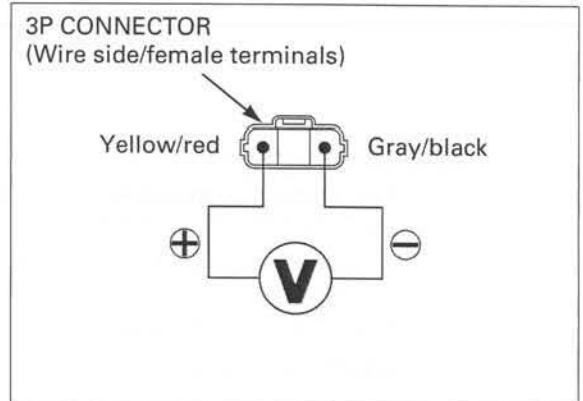 3P CONNECTOR
(Wire side/female terminals)
Yellow/red
Gray/black
+
−
V